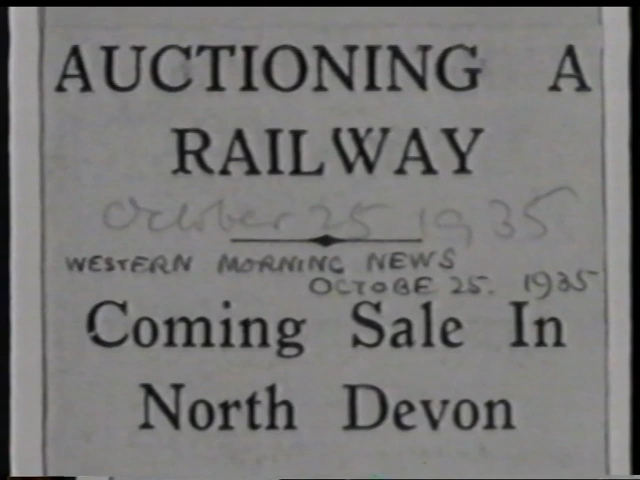 AUCTIONING A
RAILWAY
October 25 1935
WESTERN MORNING NEWS
OCTOBE 25. 1935
Coming Sale In
North Devon